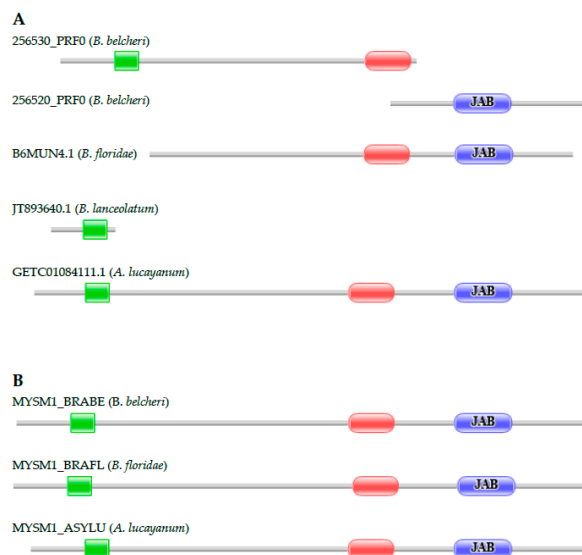 A
256530_PRF0 (B. belcheri)
256520_PRF0 (B. belcheri)
JAB
B6MUN4.1 (B. floridae)
JAB
JT893640.1 (B. lanceolatum)
GETC01084111.1 (A. lucayanum)
JAB
B
MYSM1_BRABE (B. belcheri)
JAB
MYSM1_BRAFL (B. floridae)
JAB
MYSM1_ASYLU (A. lucayanum)
JAB